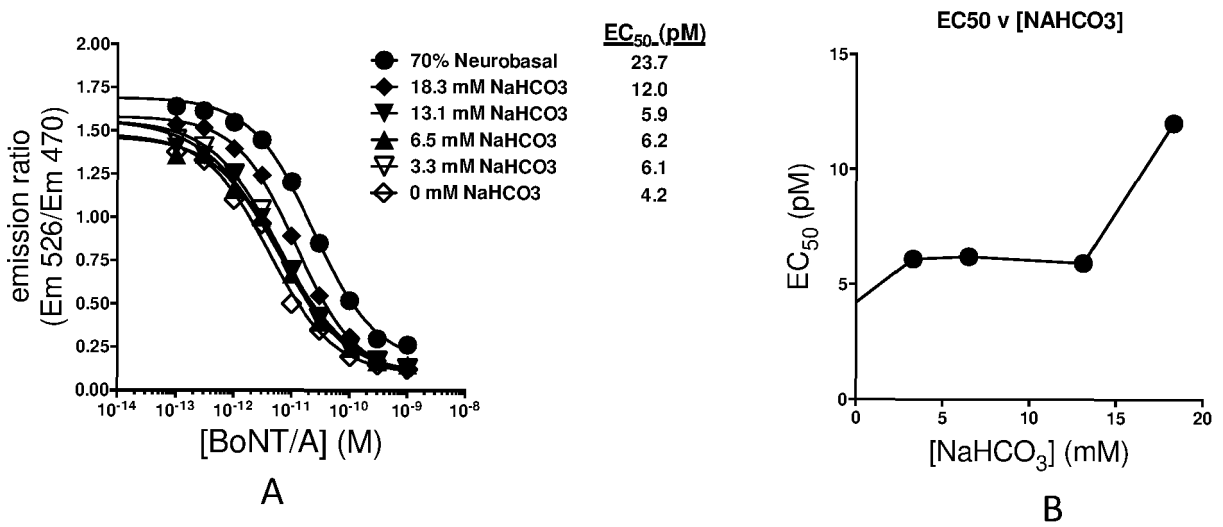 EC50 (pM)
70% Neurobasal 23.7
18.3 mM NaHCO3 12.0
13.1 mM NaHCO3 5.9
6.5 mM NaHCO3 6.2
3.3 mM NaHCO3 6.1
0 mM NaHCO3 4.2
emission ratio
(Em 526/Em 470)
2.00
1.75
1.50
1.25
1.00
0.75
0.50
0.25
0.00
10-14 10-13 10-12 10-11 10-10 10-9 10-8
[BoNT/A] (M)
A
EC50 v [NAHCO3]
EC50 (pM)
15
10
5
0
0 5 10 15 20
[NaHCO3] (mM)
B